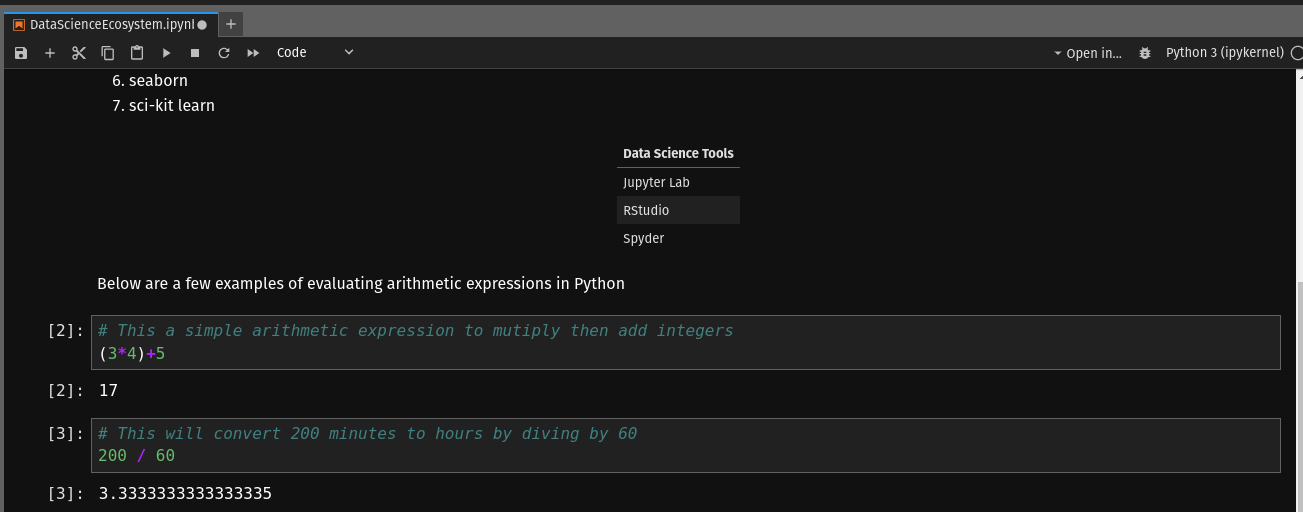 DataScienceEcosystem.ipynl
Code
Open in...
Python 3 (ipykernel)
6. seaborn
7. sci-kit learn
Data Science Tools
Jupyter Lab
RStudio
Spyder
Below are a few examples of evaluating arithmetic expressions in Python
[2]: # This a simple arithmetic expression to mutiply then add integers
(3*4)+5
[2]: 17
[3]: # This will convert 200 minutes to hours by diving by 60
200 / 60
[3]: 3.3333333333333335